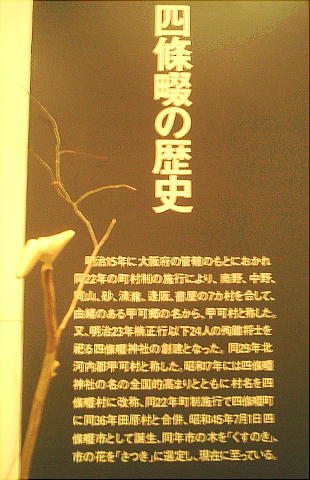 四條畷の歴史
明治15年に大阪府の管轄のもとにおかれ
同22年の町村制の施行により、南野、中野、
岡山、砂、清瀧、逢阪、蔀屋の7か村を合して、
由緒のある甲可郷の名から、甲可村と称した。
又、明治23年楠正行以下24人の殉難将士を
祀る四條畷神社の創建となった。同29年北
河内郡甲可村と称した。昭和7年には四條畷
神社の名の全国的高まりとともに村名を四
條畷村に改称、同22年町制施行で四條畷町
に同36年田原村と合併、昭和45年7月1日四
條畷市として誕生、同年市の木を「くすのき」、
市の花を「さつき」に選定し、現在に至っている。